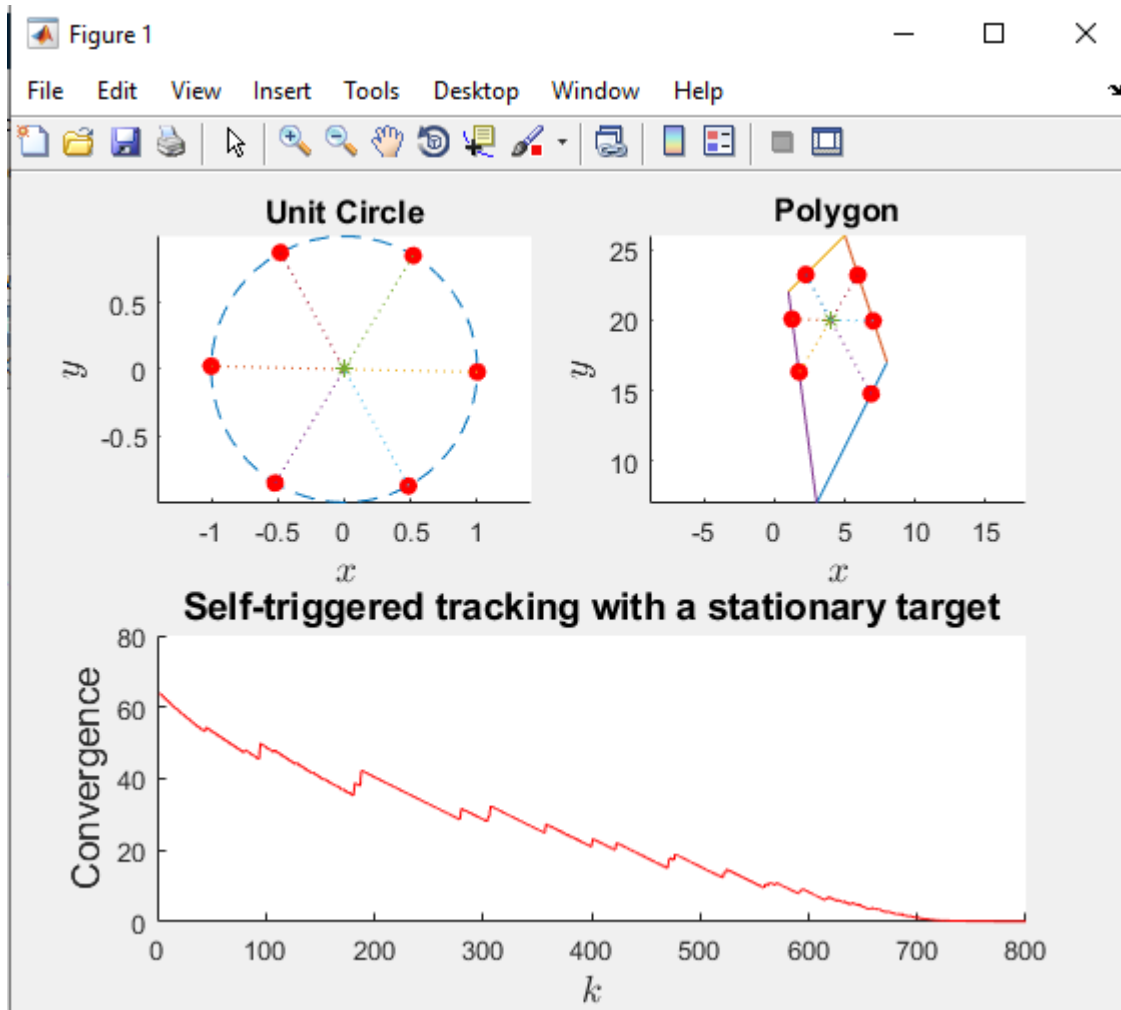 Figure 1
File Edit View Insert Tools Desktop Window Help
Unit Circle
0.5
0
-0.5
y
-1 -0.5 0 0.5 1
x
Polygon
25
20
15
10
y
-5 0 5 10 15
x
Self-triggered tracking with a stationary target
80
60
40
20
0
Convergence
0 100 200 300 400 500 600 700 800
k